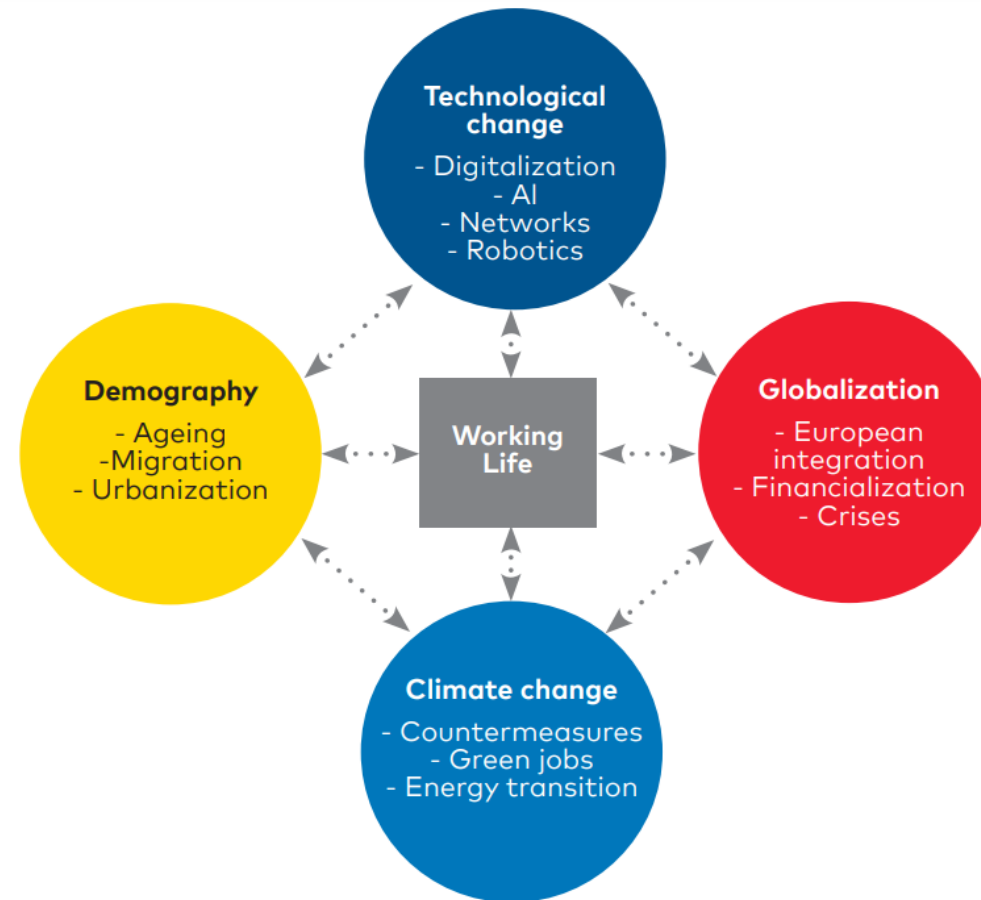 Technological
change
- Digitalization
- AI
- Networks
- Robotics
Demography
- Ageing
-Migration
- Urbanization
Working
Life
Globalization
- European
integration
- Financialization
- Crises
Climate change
- Countermeasures
- Green jobs
- Energy transition